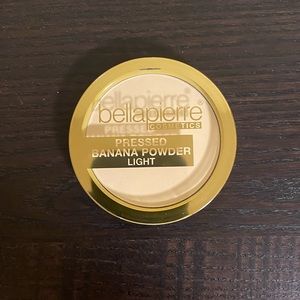 bellapierre
COSMETICS
PRESSED
BANANA POWDER
LIGHT